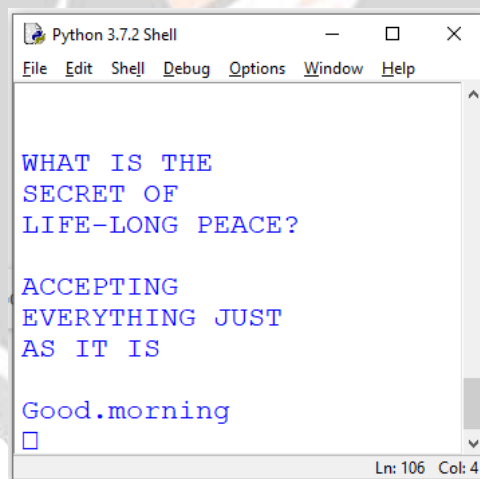 Python 3.7.2 Shell
File Edit Shell Debug Options Window Help
WHAT IS THE
SECRET OF
LIFE-LONG PEACE?
ACCEPTING
EVERYTHING JUST
AS IT IS
Good.morning
Ln: 106 Col: 4